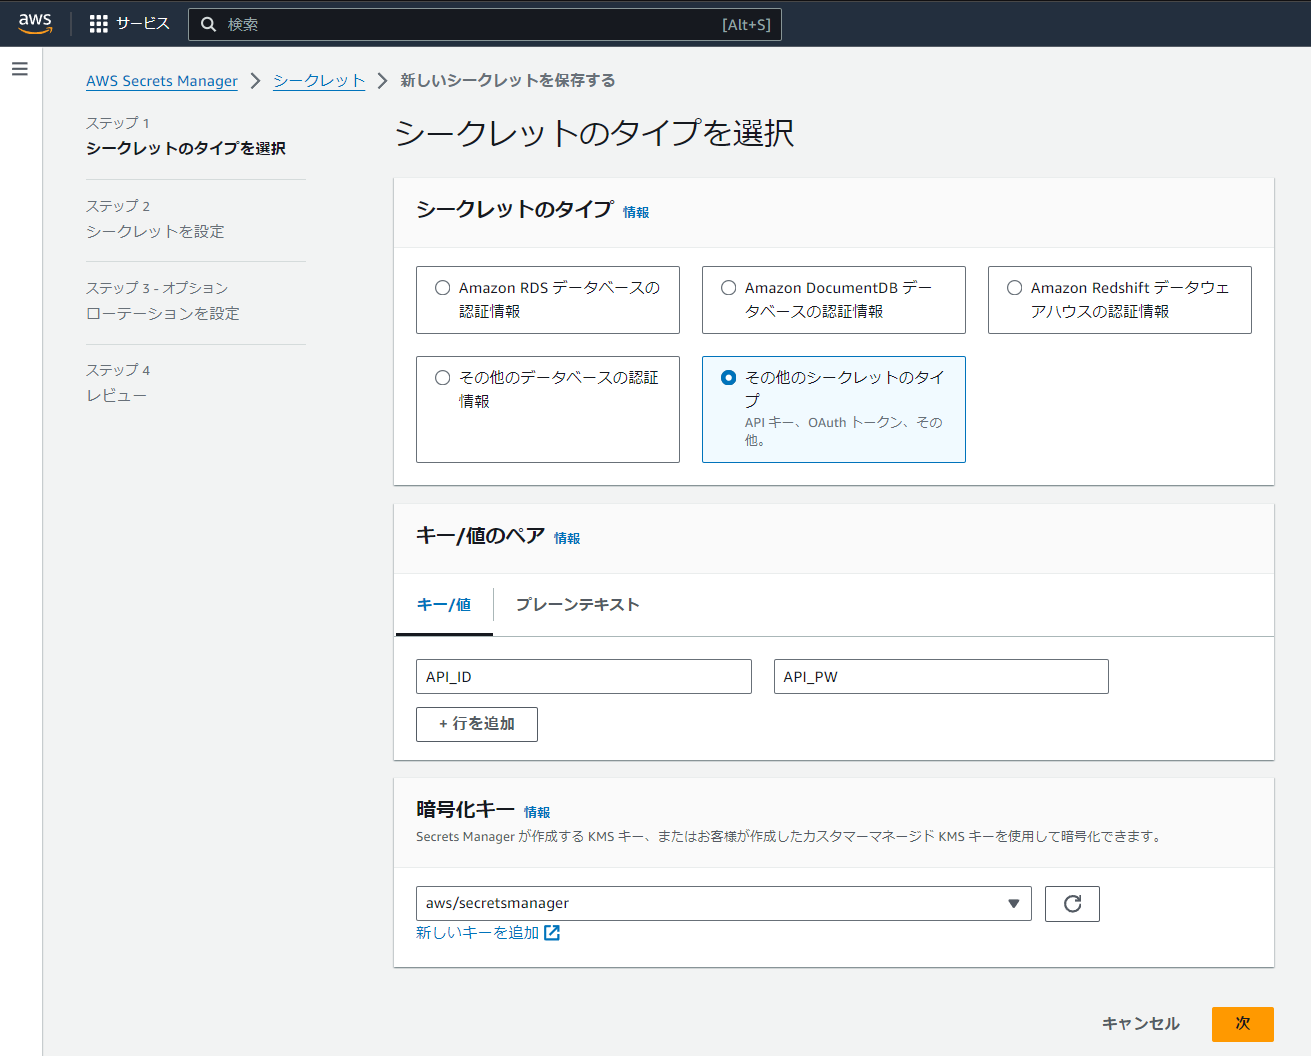 aws
サービス
検索
[Alt+S]
AWS Secrets Manager
シークレット
新しいシークレットを保存する
ステップ 1
シークレットのタイプを選択
ステップ 2
シークレットを設定
ステップ 3 - オプション
ローテーションを設定
ステップ 4
レビュー
シークレットのタイプを選択
シークレットのタイプ 情報
Amazon RDS データベースの
認証情報
Amazon DocumentDB デー
タベースの認証情報
Amazon Redshift データウェ
アハウスの認証情報
その他のデータベースの認証
情報
その他のシークレットのタイ
プ
API キー、OAuth トークン、その
他。
キー/値のペア 情報
キー/値
プレーンテキスト
API_ID
API_PW
+ 行を追加
暗号化キー 情報
Secrets Manager が作成する KMS キー、またはお客様が作成したカスタマーマネージド KMS キーを使用して暗号化できます。
aws/secretsmanager
新しいキーを追加
キャンセル
次